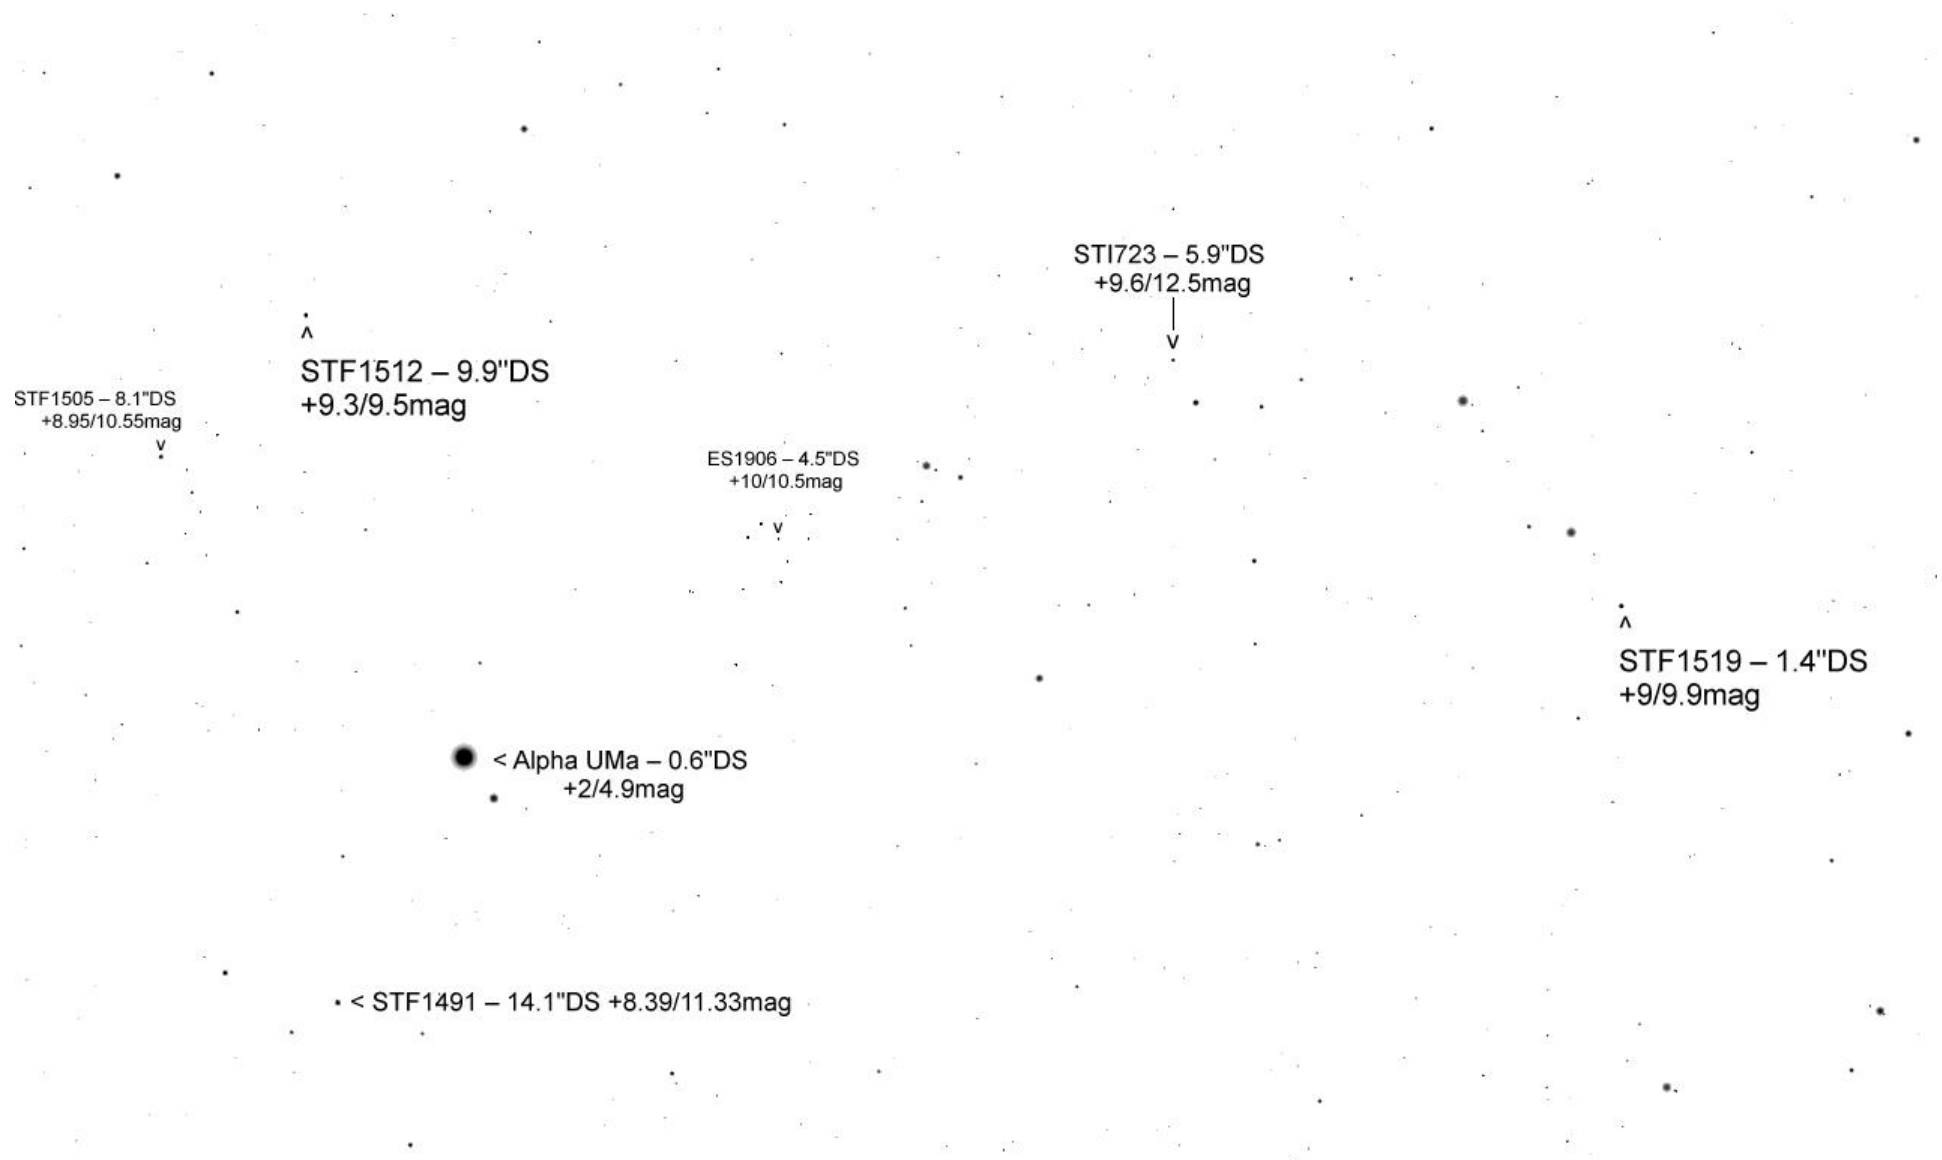 STI723 – 5.9"DS
+9.6/12.5mag
V
^
STF1512 – 9.9"DS
+9.3/9.5mag
STF1505 – 8.1"DS
+8.95/10.55mag
V
ES1906 – 4.5"DS
+10/10.5mag
V
^
STF1519 – 1.4"DS
+9/9.9mag
< Alpha UMa – 0.6"DS
+2/4.9mag
< STF1491 – 14.1"DS +8.39/11.33mag